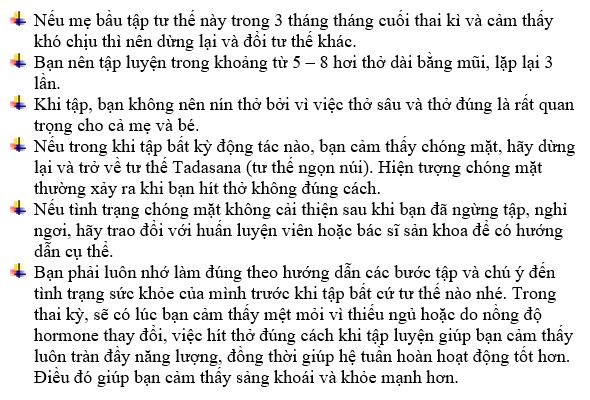 Nếu mẹ bầu tập tư thế này trong 3 tháng tháng cuối thai kì và cảm thấy
khó chịu thì nên dừng lại và đổi tư thế khác.
Bạn nên tập luyện trong khoảng từ 5 – 8 hơi thở dài bằng mũi, lặp lại 3
lần.
Khi tập, bạn không nên nín thở bởi vì việc thở sâu và thở đúng là rất quan
trọng cho cả mẹ và bé.
Nếu trong khi tập bất kỳ động tác nào, bạn cảm thấy chóng mặt, hãy dừng
lại và trở về tư thế Tadasana (tư thế ngọn núi). Hiện tượng chóng mặt
thường xảy ra khi bạn hít thở không đúng cách.
Nếu tình trạng chóng mặt không cải thiện sau khi bạn đã ngừng tập, nghỉ
ngơi, hãy trao đổi với huấn luyện viên hoặc bác sĩ sản khoa để có hướng
dẫn cụ thể.
Bạn phải luôn nhớ làm đúng theo hướng dẫn các bước tập và chú ý đến
tình trạng sức khỏe của mình trước khi tập bất cứ tư thế nào nhé. Trong
thai kỳ, sẽ có lúc bạn cảm thấy mệt mỏi vì thiếu ngủ hoặc do nồng độ
hormone thay đổi, việc hít thở đúng cách khi tập luyện giúp bạn cảm thấy
luôn tràn đầy năng lượng, đồng thời giúp hệ tuần hoàn hoạt động tốt hơn.
Điều đó giúp bạn cảm thấy sảng khoái và khỏe mạnh hơn.